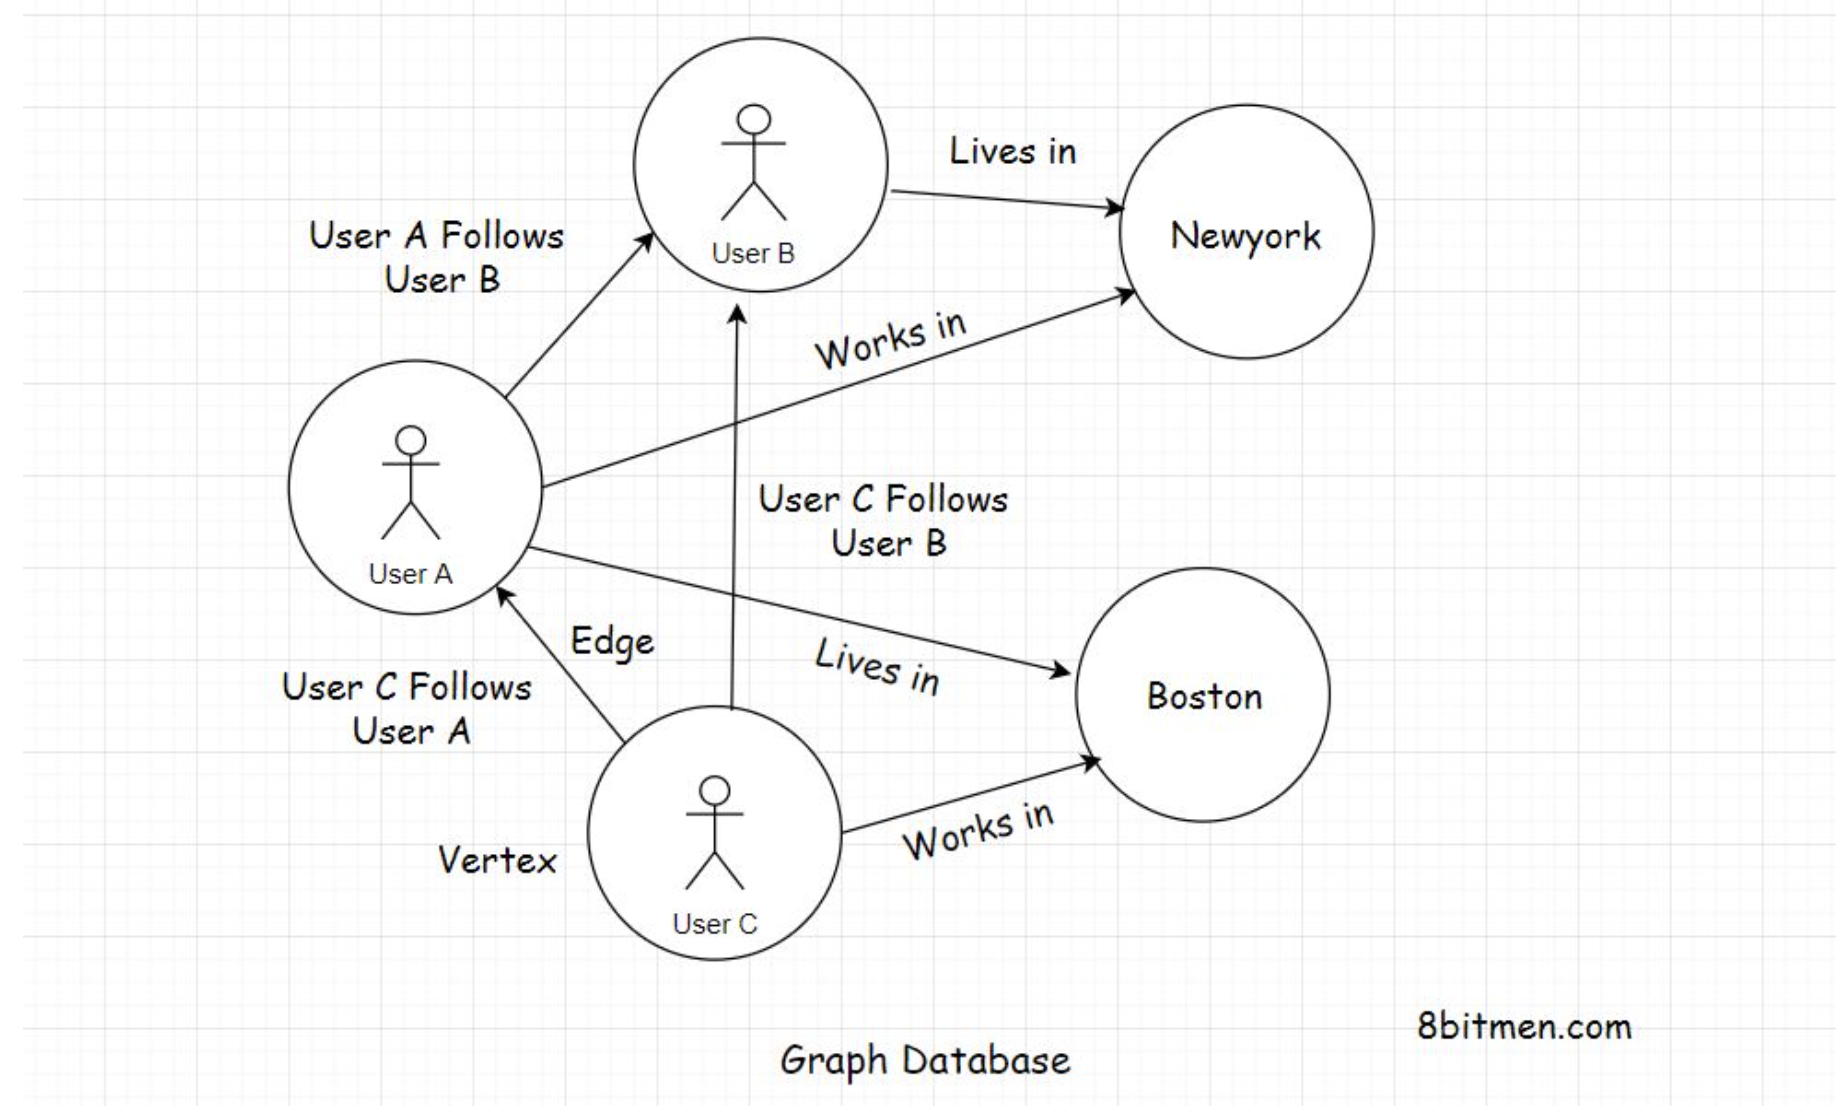 Lives in
User A Follows
User B
User B
Newyork
Works in
User C Follows
User B
User A
Edge
Lives in
User C Follows
User A
Boston
Works in
Vertex
User C
8bitmen.com
Graph Database